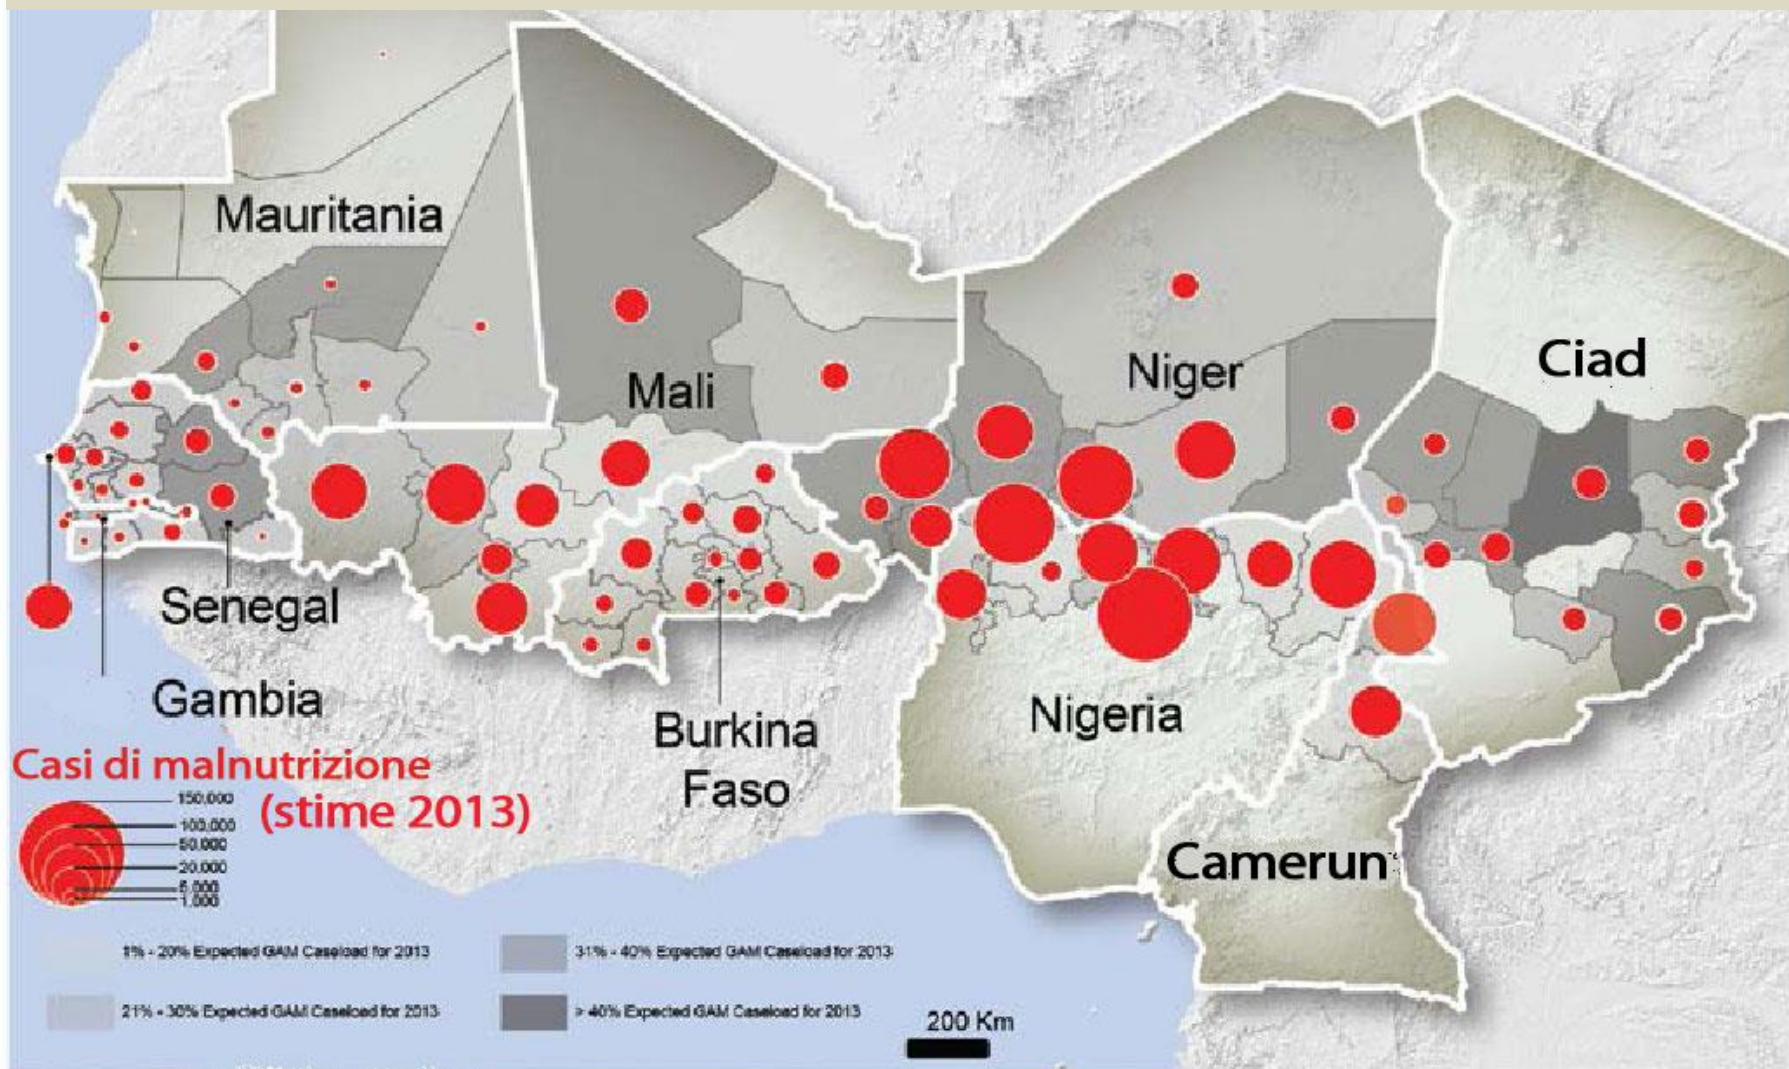 Mauritania
Mali
Niger
Ciad
Senegal
Gambia
Burkina
Faso
Nigeria
Camerun
Casi di malnutrizione
(stime 2013)
150,000
100,000
50,000
20,000
5,000
1,000
1% - 20% Expected GAM Caseload for 2013
21% - 30% Expected GAM Caseload for 2013
31% - 40% Expected GAM Caseload for 2013
> 40% Expected GAM Caseload for 2013
200 Km